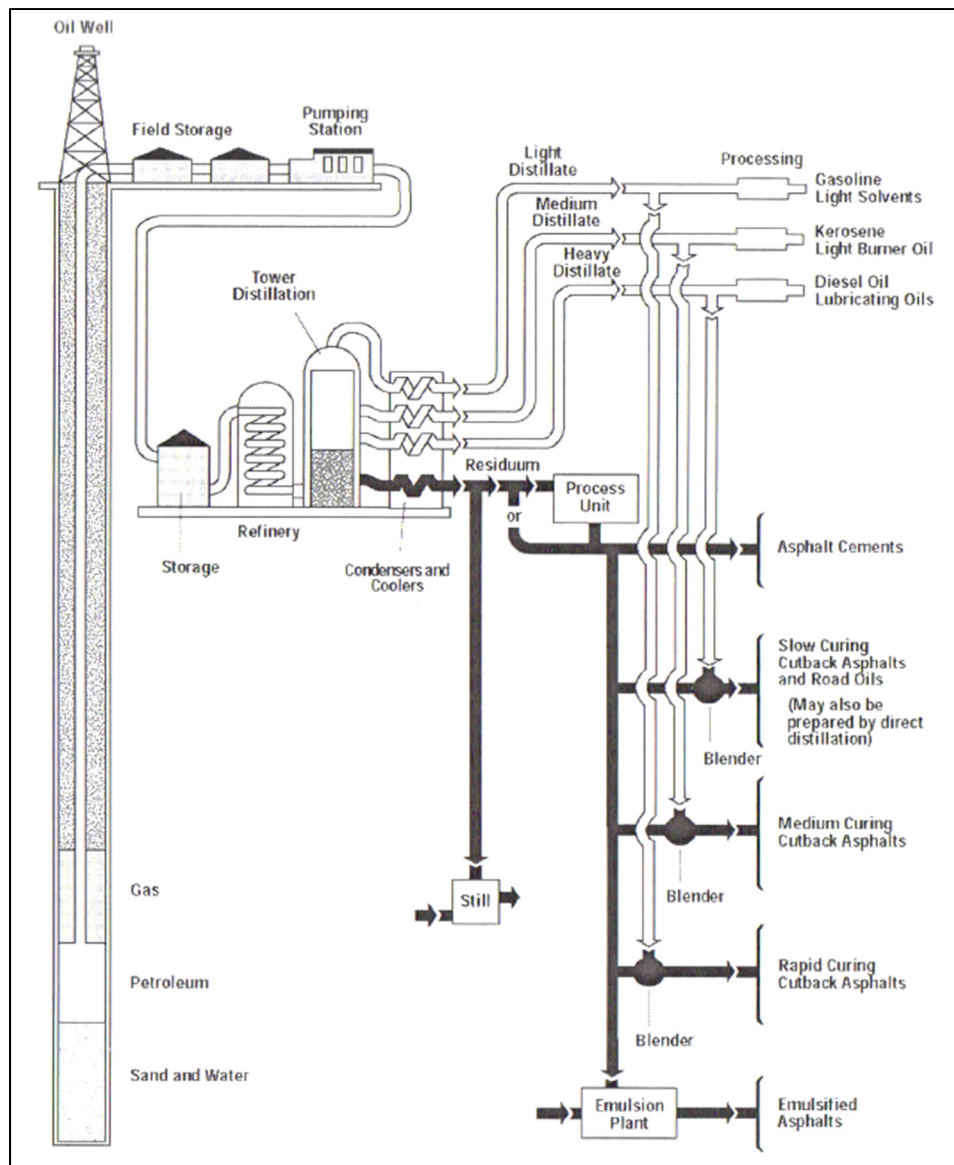 Oil Well
Field Storage
Pumping
Station
Light
Distillate
Processing
Gasoline
Light Solvents
Medium
Distillate
Kerosene
Light Burner Oil
Heavy
Distillate
Diesel Oil
Lubricating Oils
Tower
Distillation
Residuum
or
Process
Unit
Refinery
Storage
Condensers and
Coolers
Asphalt Cements
Slow Curing
Cutback Asphalts
and Road Oils
(May also be
prepared by direct
distillation)
Blender
Medium Curing
Cutback Asphalts
Blender
Gas
Still
Petroleum
Rapid Curing
Cutback Asphalts
Blender
Sand and Water
Emulsion
Plant
Emulsitied
Asphalts